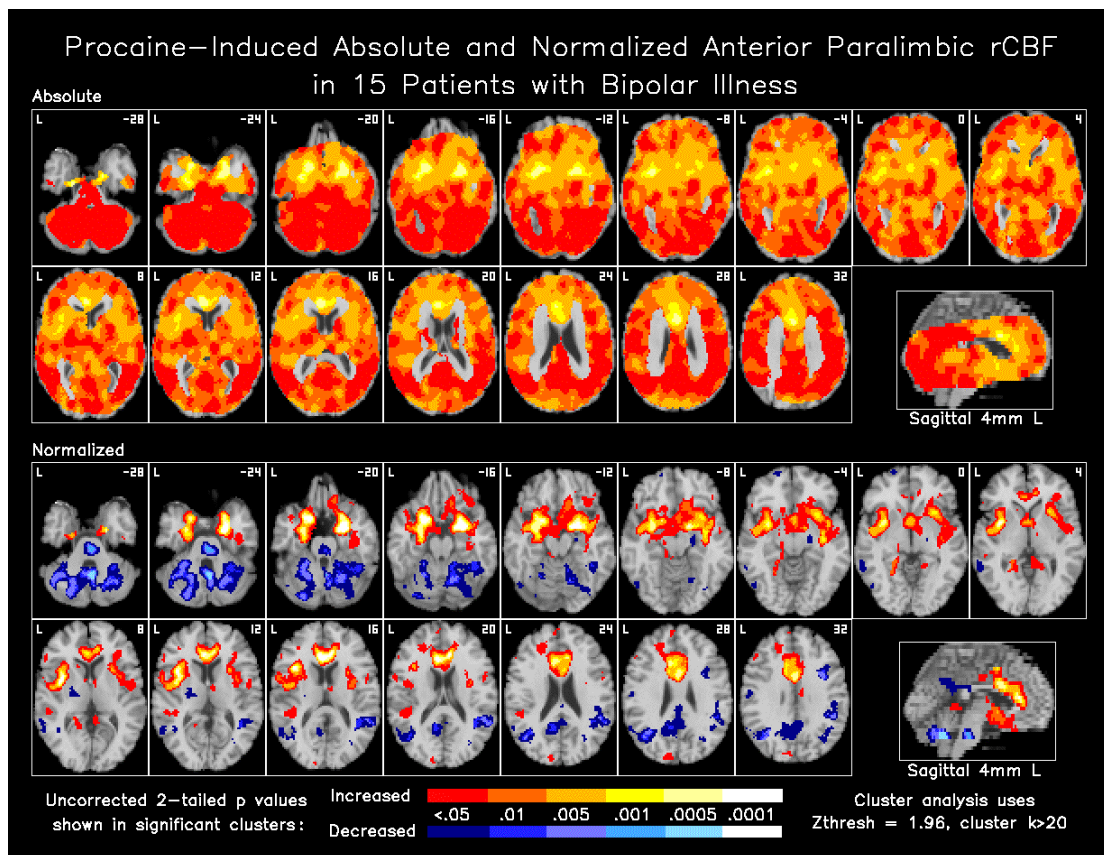 Procaine-Induced Absolute and Normalized Anterior Paralimbic rCBF
in 15 Patients with Bipolar Illness
Absolute
L -28 L -24 L -20 L -16 L -12 L -8 L -4 L 0 L 4
L 8 L 12 L 16 L 20 L 24 L 28 L 32
Sagittal 4mm L
Normalized
L -28 L -24 L -20 L -16 L -12 L -8 L -4 L 0 L 4
L 8 L 12 L 16 L 20 L 24 L 28 L 32
Sagittal 4mm L
Uncorrected 2-tailed p values
shown in significant clusters:
Increased
<.05 .01 .005 .001 .0005 .0001
Decreased
Cluster analysis uses
Zthresh = 1.96, cluster k>20